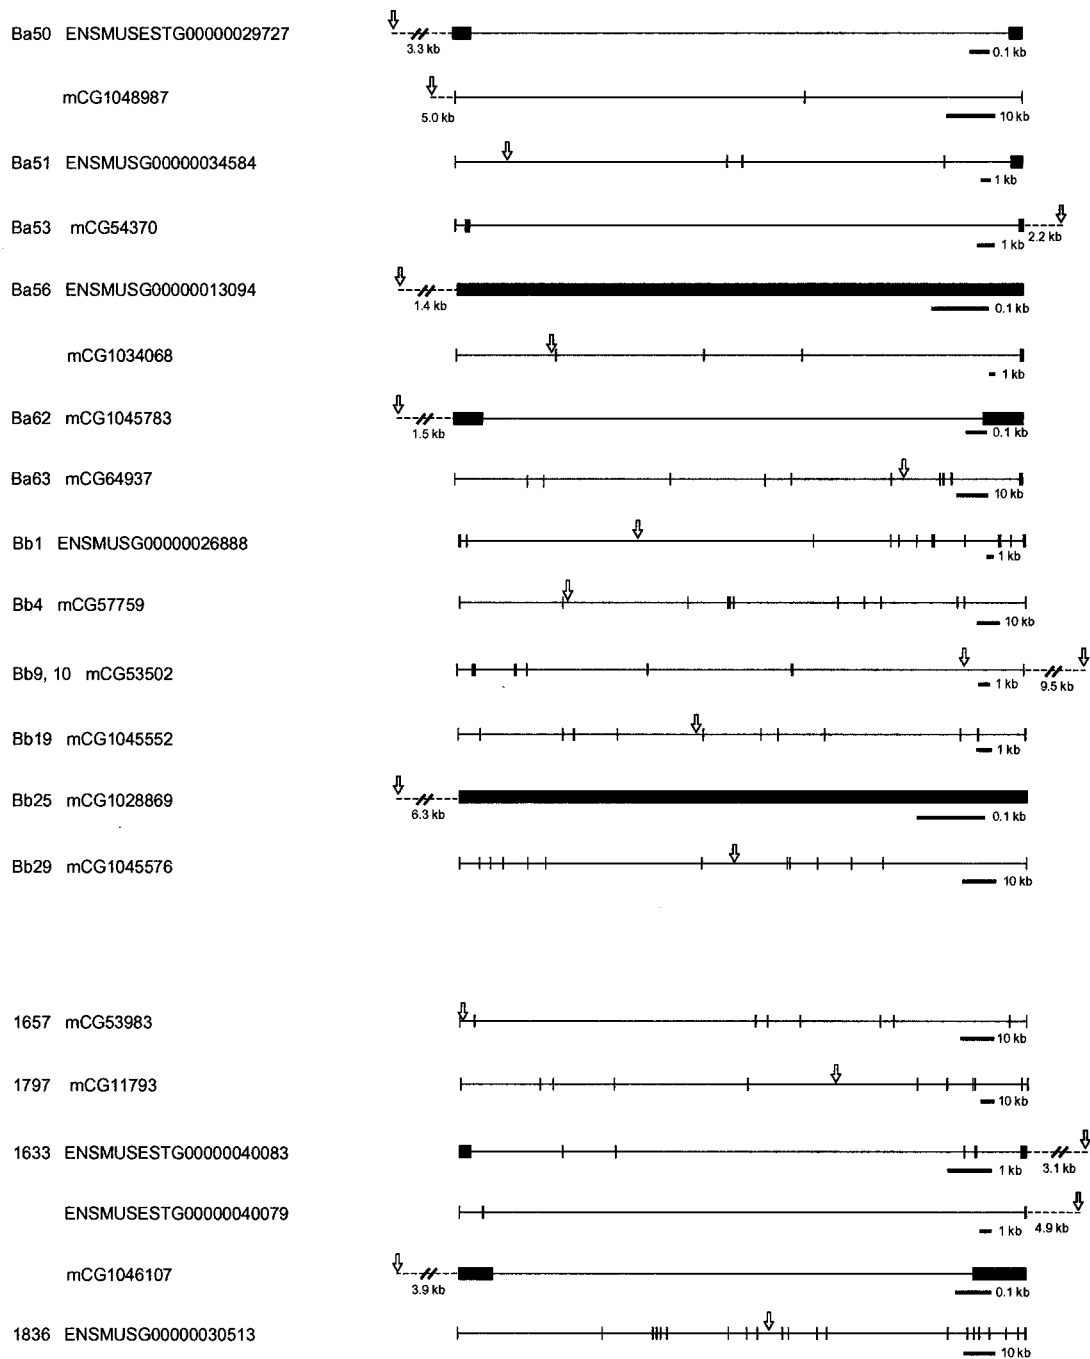 Ba50 ENSMUSESTG00000029727
3.3 kb
0.1 kb
mCG1048987
5.0 kb
10 kb
Ba51 ENSMUSG00000034584
1 kb
Ba53 mCG54370
1 kb
2.2 kb
Ba56 ENSMUSG00000013094
1.4 kb
0.1 kb
mCG1034068
1 kb
Ba62 mCG1045783
1.5 kb
0.1 kb
Ba63 mCG64937
10 kb
Bb1 ENSMUSG00000026888
1 kb
Bb4 mCG57759
10 kb
Bb9, 10 mCG53502
1 kb
9.5 kb
Bb19 mCG1045552
1 kb
Bb25 mCG1028869
6.3 kb
0.1 kb
Bb29 mCG1045576
10 kb
1657 mCG53983
10 kb
1797 mCG11793
10 kb
1633 ENSMUSESTG00000040083
1 kb
3.1 kb
ENSMUSESTG00000040079
1 kb
4.9 kb
mCG1046107
3.9 kb
0.1 kb
1836 ENSMUSG00000030513
10 kb